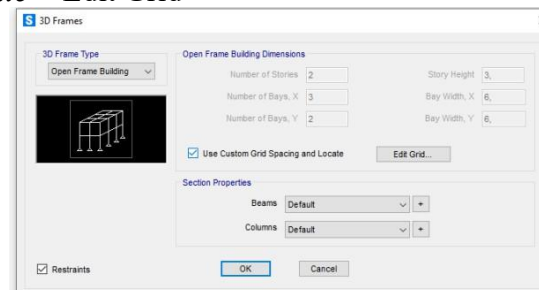 Edit Grid
3D Frames
3D Frame Type
Open Frame Building
Open Frame Building Dimensions
Number of Stories 2 Story Height 3,
Number of Bays, X 3 Bay Width, X 6,
Number of Bays, Y 2 Bay Width, Y 6,
Use Custom Grid Spacing and Locate Edit Grid...
Section Properties
Beams Default +
Columns Default +
Restraints OK Cancel